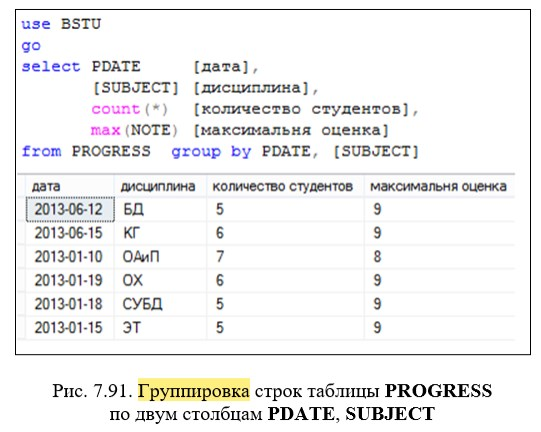 use BSTU
go
select PDATE [дата],
[SUBJECT] [дисциплина],
count(*) [количество студентов],
max(NOTE) [максимальня оценка]
from PROGRESS group by PDATE, [SUBJECT]
дата дисциплина количество студентов максимальня оценка
2013-06-12 БД 5 9
2013-06-15 КГ 6 9
2013-01-10 ОАиП 7 8
2013-01-19 ОХ 6 9
2013-01-18 СУБД 5 9
2013-01-15 ЭТ 5 9
Рис. 7.91. Группировка строк таблицы PROGRESS
по двум столбцам PDATE, SUBJECT